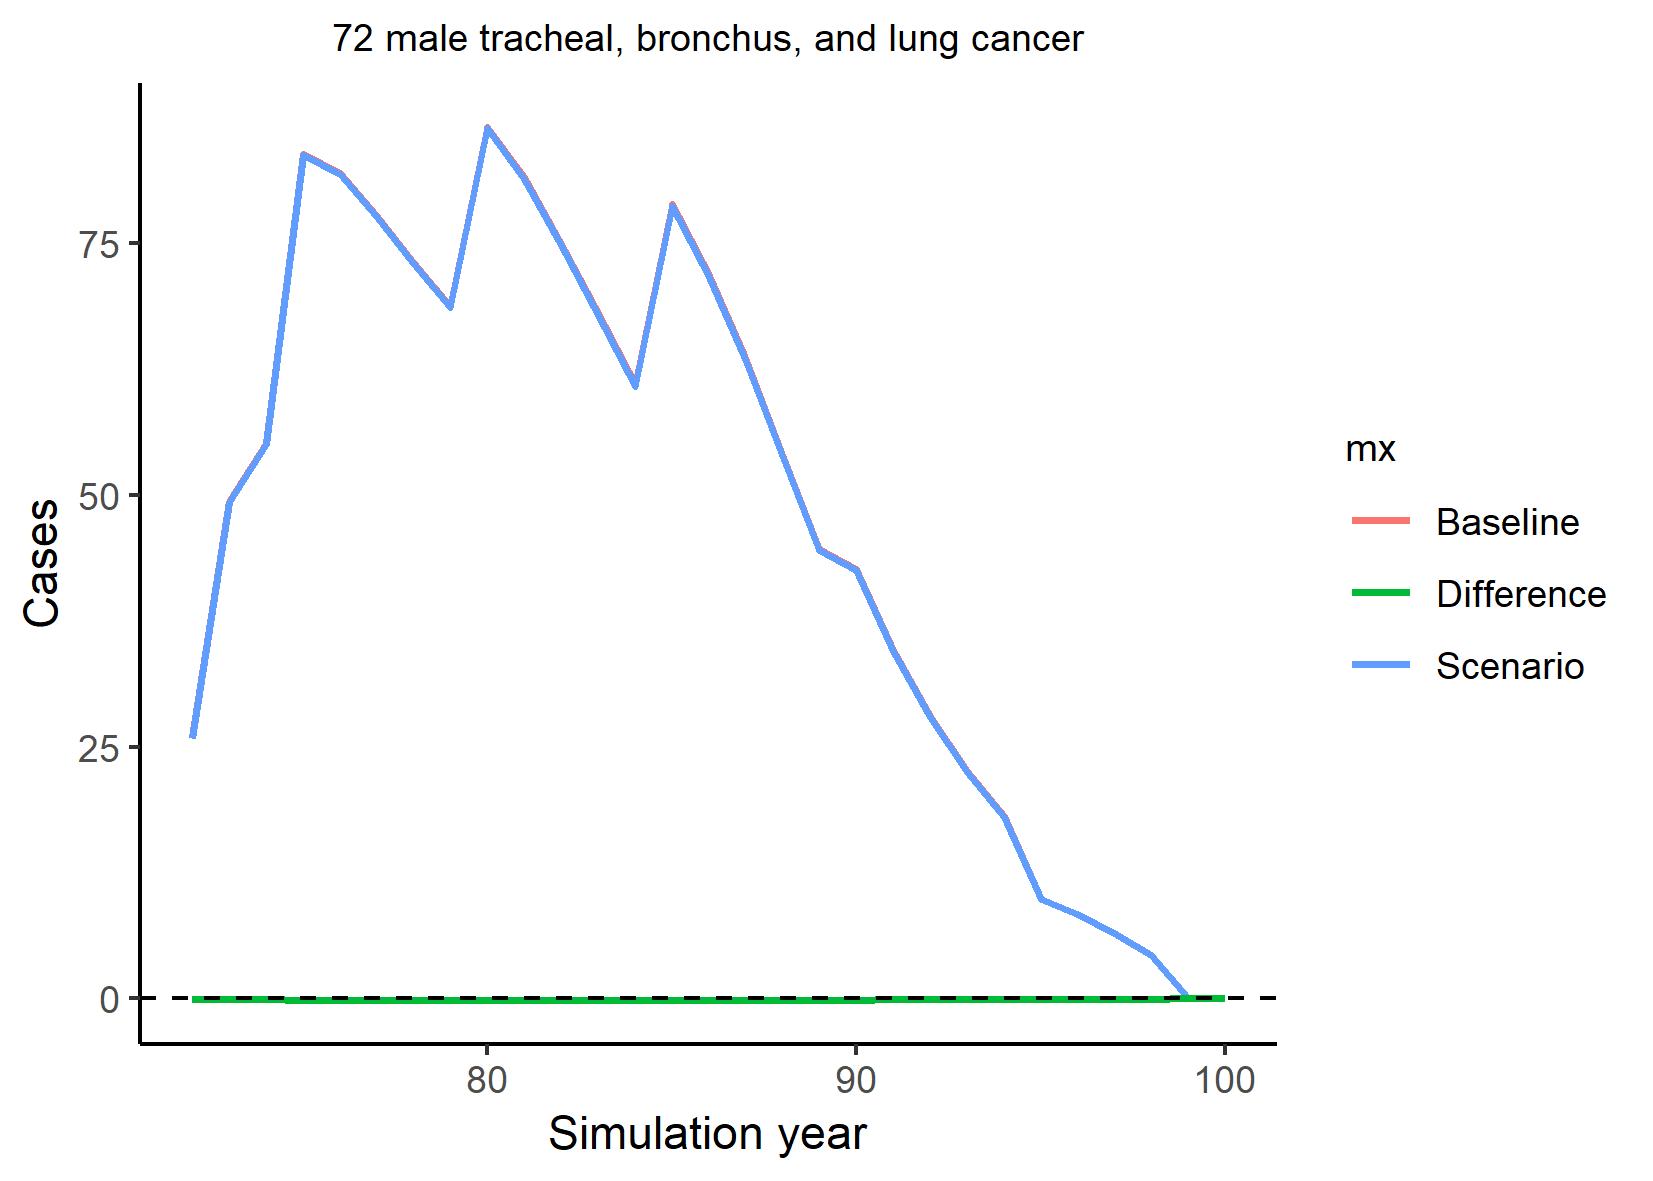 72 male tracheal, bronchus, and lung cancer
Cases
75
50
25
0
80
90
100
Simulation year
mx
Baseline
Difference
Scenario